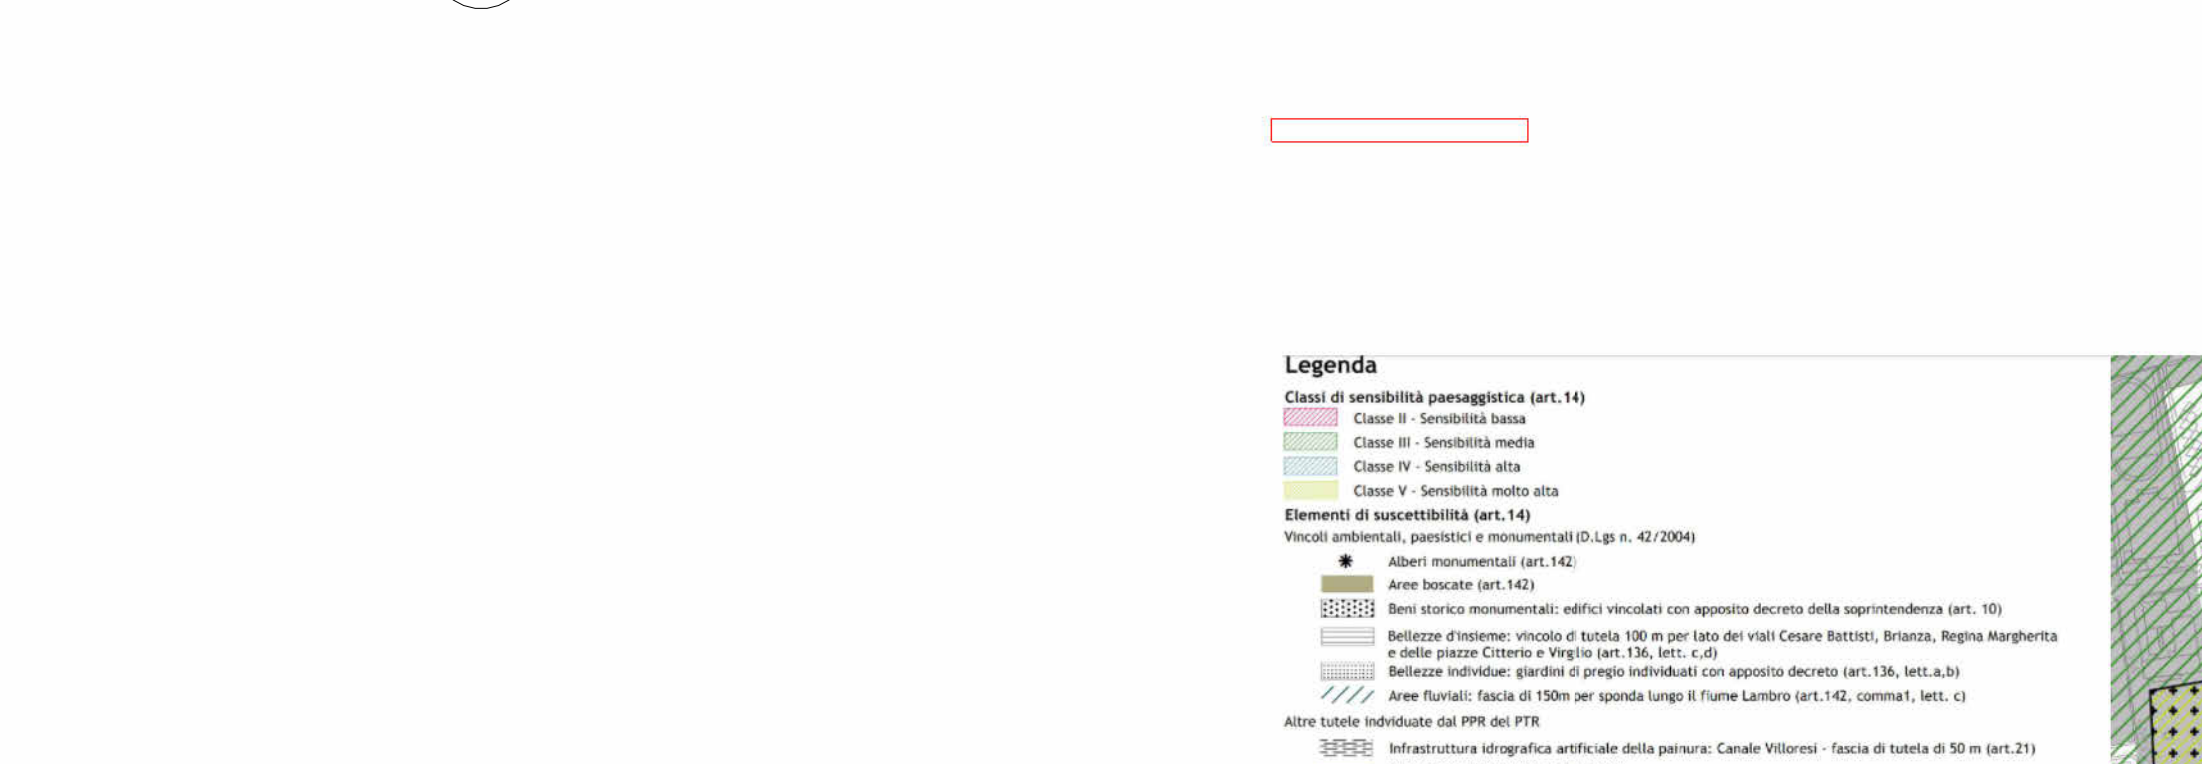 Legenda
Classi di sensibilità paesaggistica (art.14)
Classe II - Sensibilità bassa
Classe III - Sensibilità media
Classe IV - Sensibilità alta
Classe V - Sensibilità molto alta
Elementi di suscettibilità (art.14)
Vincoli ambientali, paesistici e monumentali (D.Lgs n. 42/2004)
Alberi monumentali (art.142)
Aree boscate (art.142)
Beni storico monumentali: edifici vincolati con apposito decreto della soprintendenza (art. 10)
Bellezze d'insieme: vincolo di tutela 100 m per lato dei viali Cesare Battisti, Brianza, Regina Margherita
e delle piazze Citterio e Virglio (art.136, lett. c,d)
Bellezze individue: giardini di pregio individuati con apposito decreto (art.136, lett.a,b)
Aree fluviali: fascia di 150m per sponda lungo il fiume Lambro (art.142, comma1, lett. c)
Altre tutele indviduate dal PPR del PTR
Infrastruttura idrografica artificiale della painura: Canale Villoresi - fascia di tutela di 50 m (art.21)